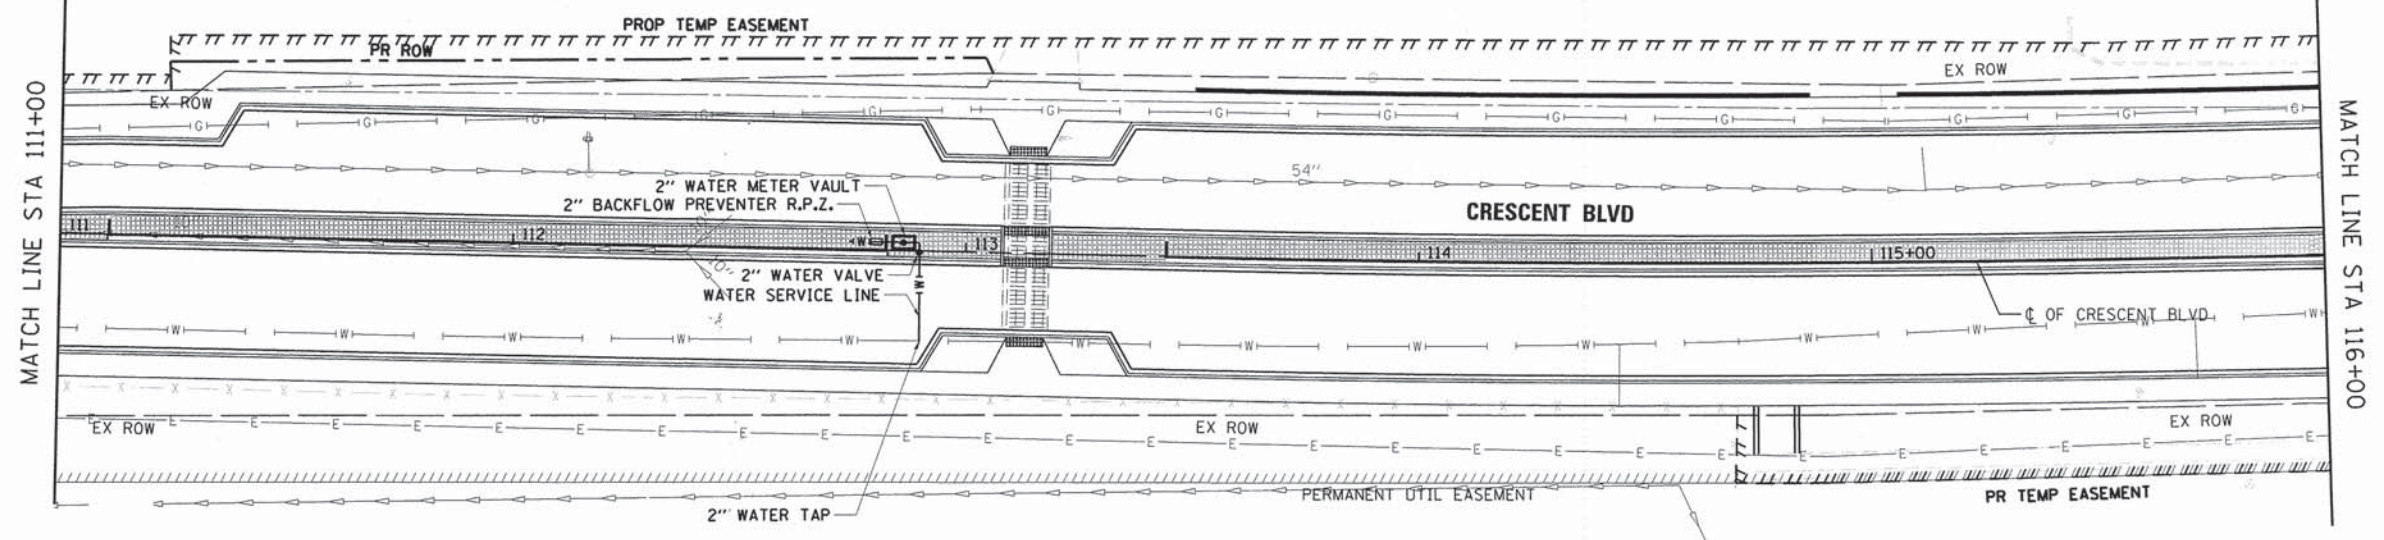 PROP TEMP EASEMENT
PR ROW
EX ROW
EX ROW
MATCH LINE STA 111+00
MATCH LINE STA 116+00
G G G G G G G G G G G G G
54"
2" WATER METER VAULT
2" BACKFLOW PREVENTER R.P.Z.
CRESCENT BLVD
111
112
W
113
114
115+00
10"
2" WATER VALVE
WATER SERVICE LINE
W
℄ OF CRESCENT BLVD
W W W W W W W W W W W W W
EX ROW
EX ROW
EX ROW
E E E E E E E E E E E E E E E E E E E E E E E E E E E E
PERMANENT UTIL EASEMENT
PR TEMP EASEMENT
2" WATER TAP